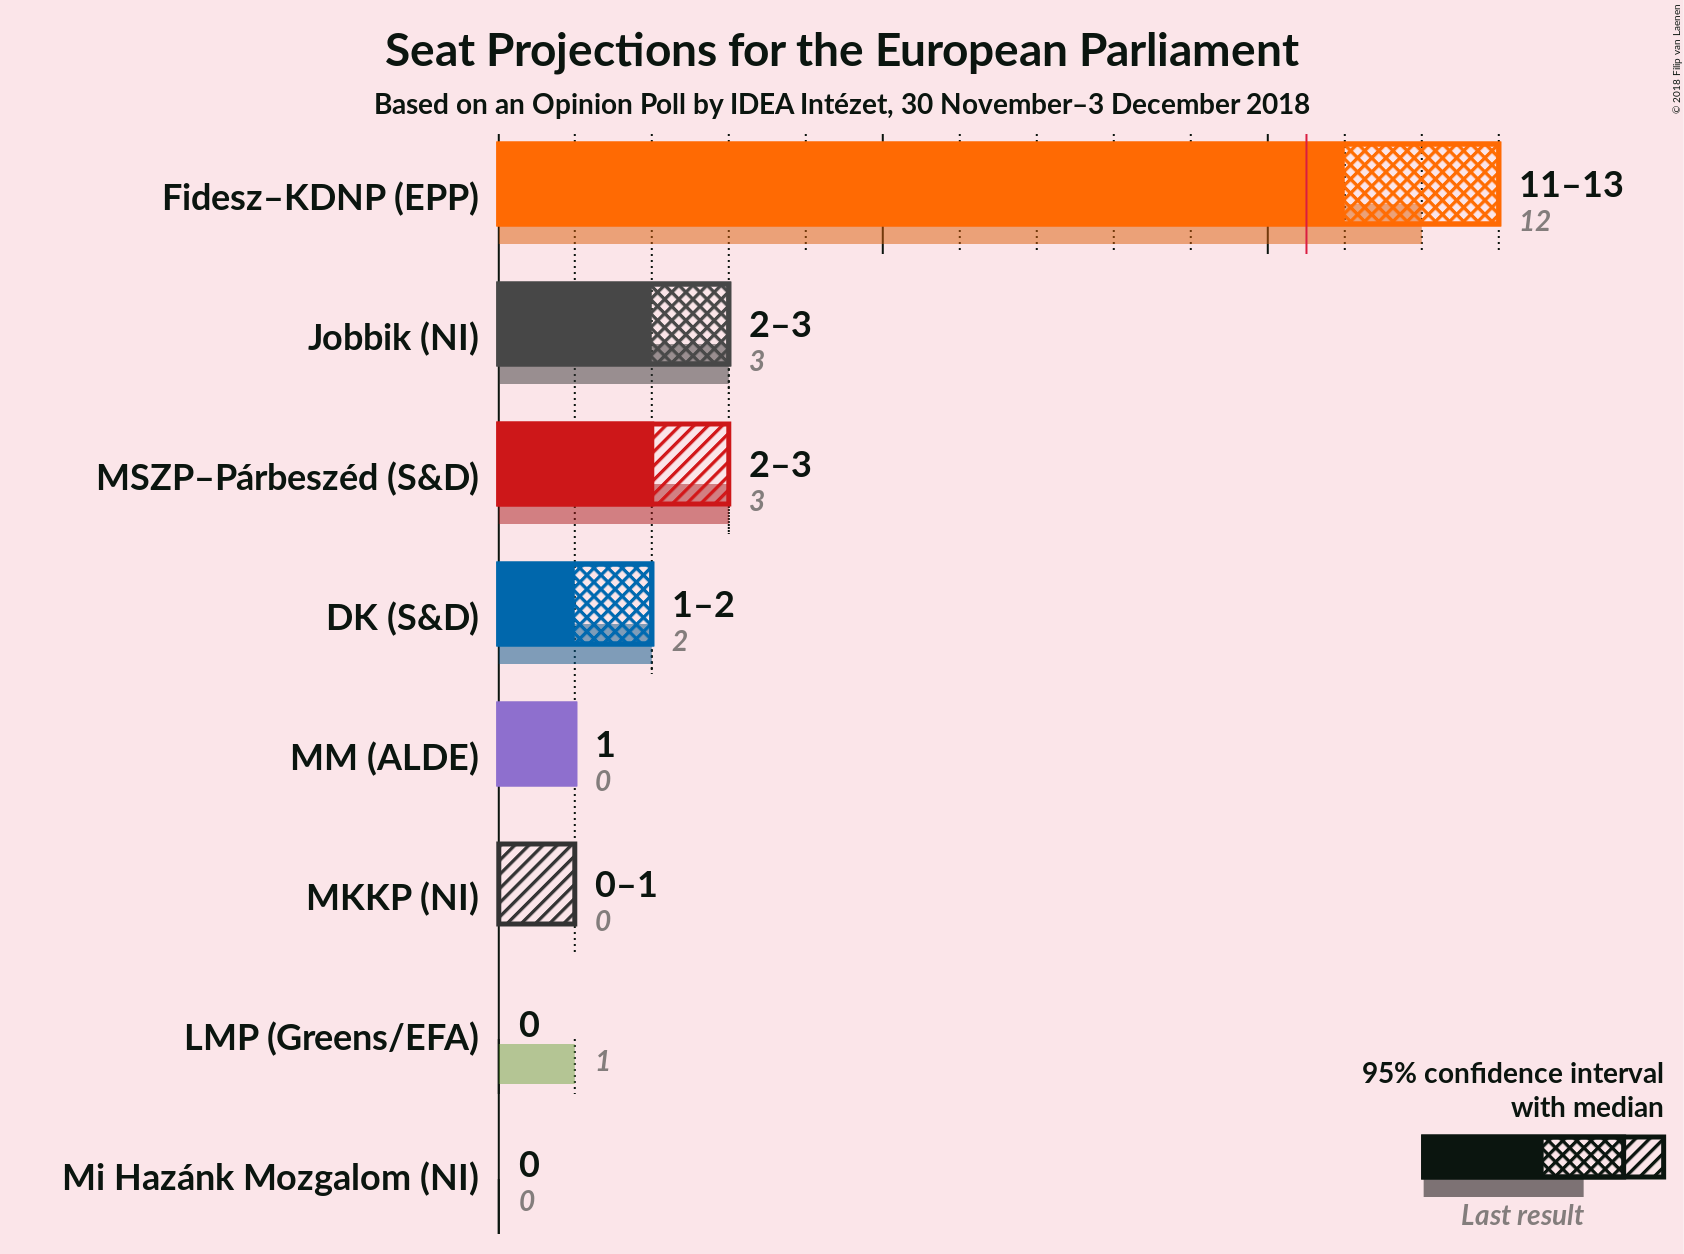 Seat Projections for the European Parliament
Based on an Opinion Poll by IDEA Intézet, 30 November–3 December 2018
© 2018 Filip van Laenen
Fidesz–KDNP (EPP)
11–13
12
Jobbik (NI)
2–3
3
MSZP–Párbeszéd (S&D)
2–3
3
DK (S&D)
1–2
2
MM (ALDE)
1
0
MKKP (NI)
0–1
0
LMP (Greens/EFA)
0
1
Mi Hazánk Mozgalom (NI)
0
0
95% confidence interval
with median
Last result